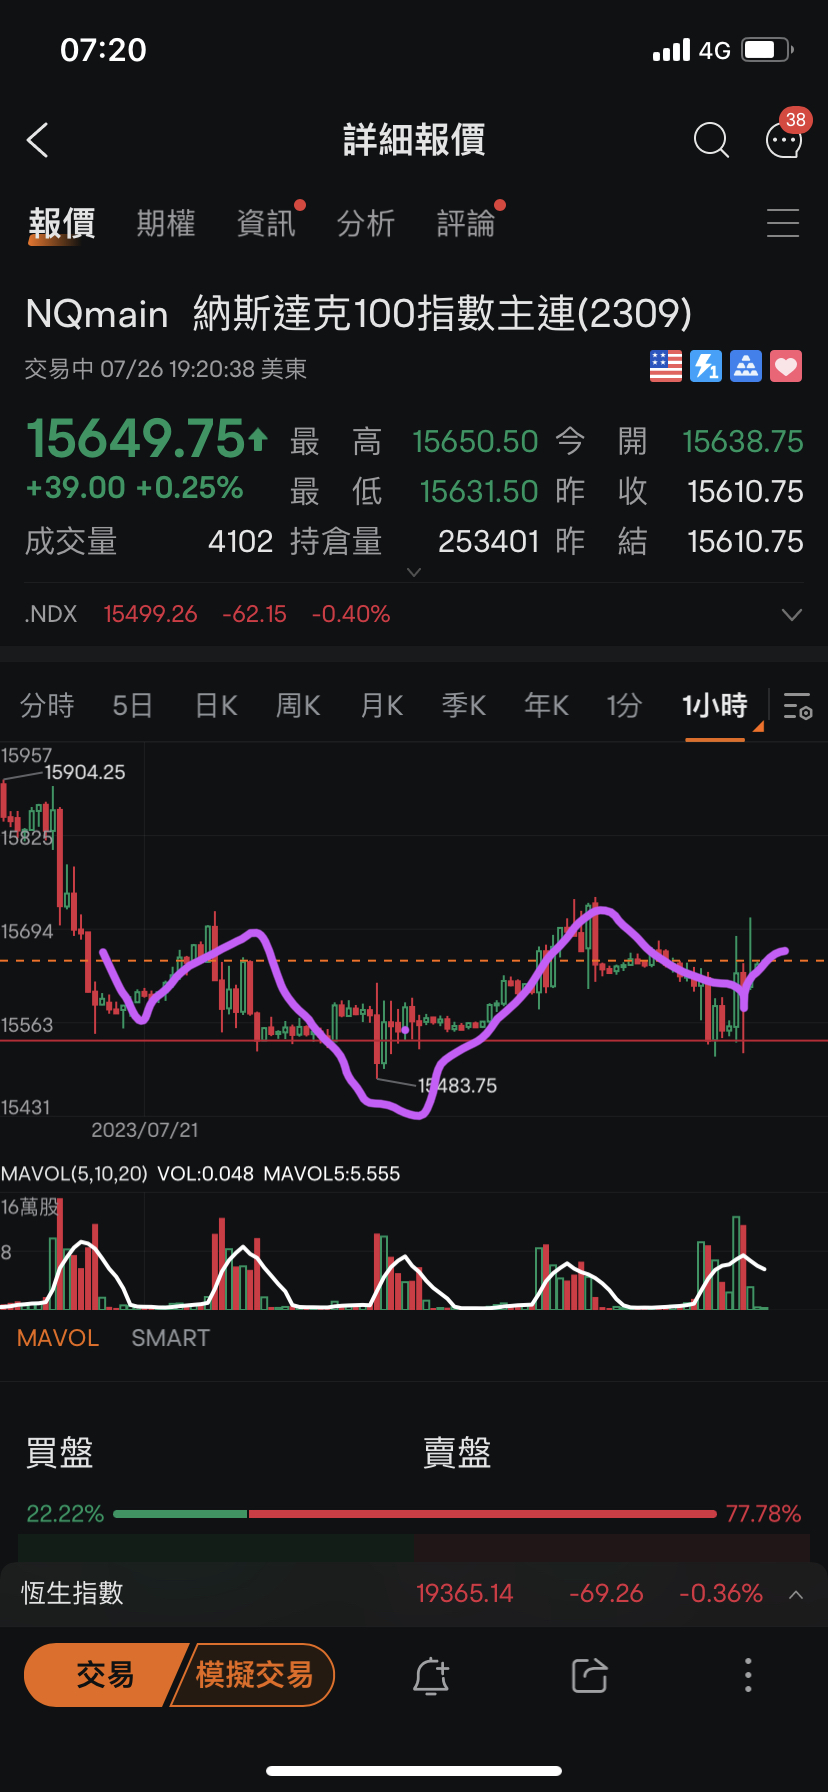 07:20 4G
詳細報價 38
報價 期權 資訊 分析 評論
NQmain 納斯達克100指數主連(2309)
交易中 07/26 19:20:38 美東 1
15649.75 最高 15650.50 今開 15638.75
+39.00 +0.25% 最低 15631.50 昨收 15610.75
成交量 4102 持倉量 253401 昨結 15610.75
.NDX 15499.26 -62.15 -0.40%
分時 5日 日K 周K 月K 季K 年K 1分 1小時
15957
15904.25
15825
15694
15563
15483.75
15431
2023/07/21
MAVOL(5,10,20) VOL:0.048 MAVOL5:5.555
16萬股
8
MAVOL SMART
買盤 賣盤
22.22% 77.78%
恆生指數 19365.14 -69.26 -0.36%
交易 模擬交易